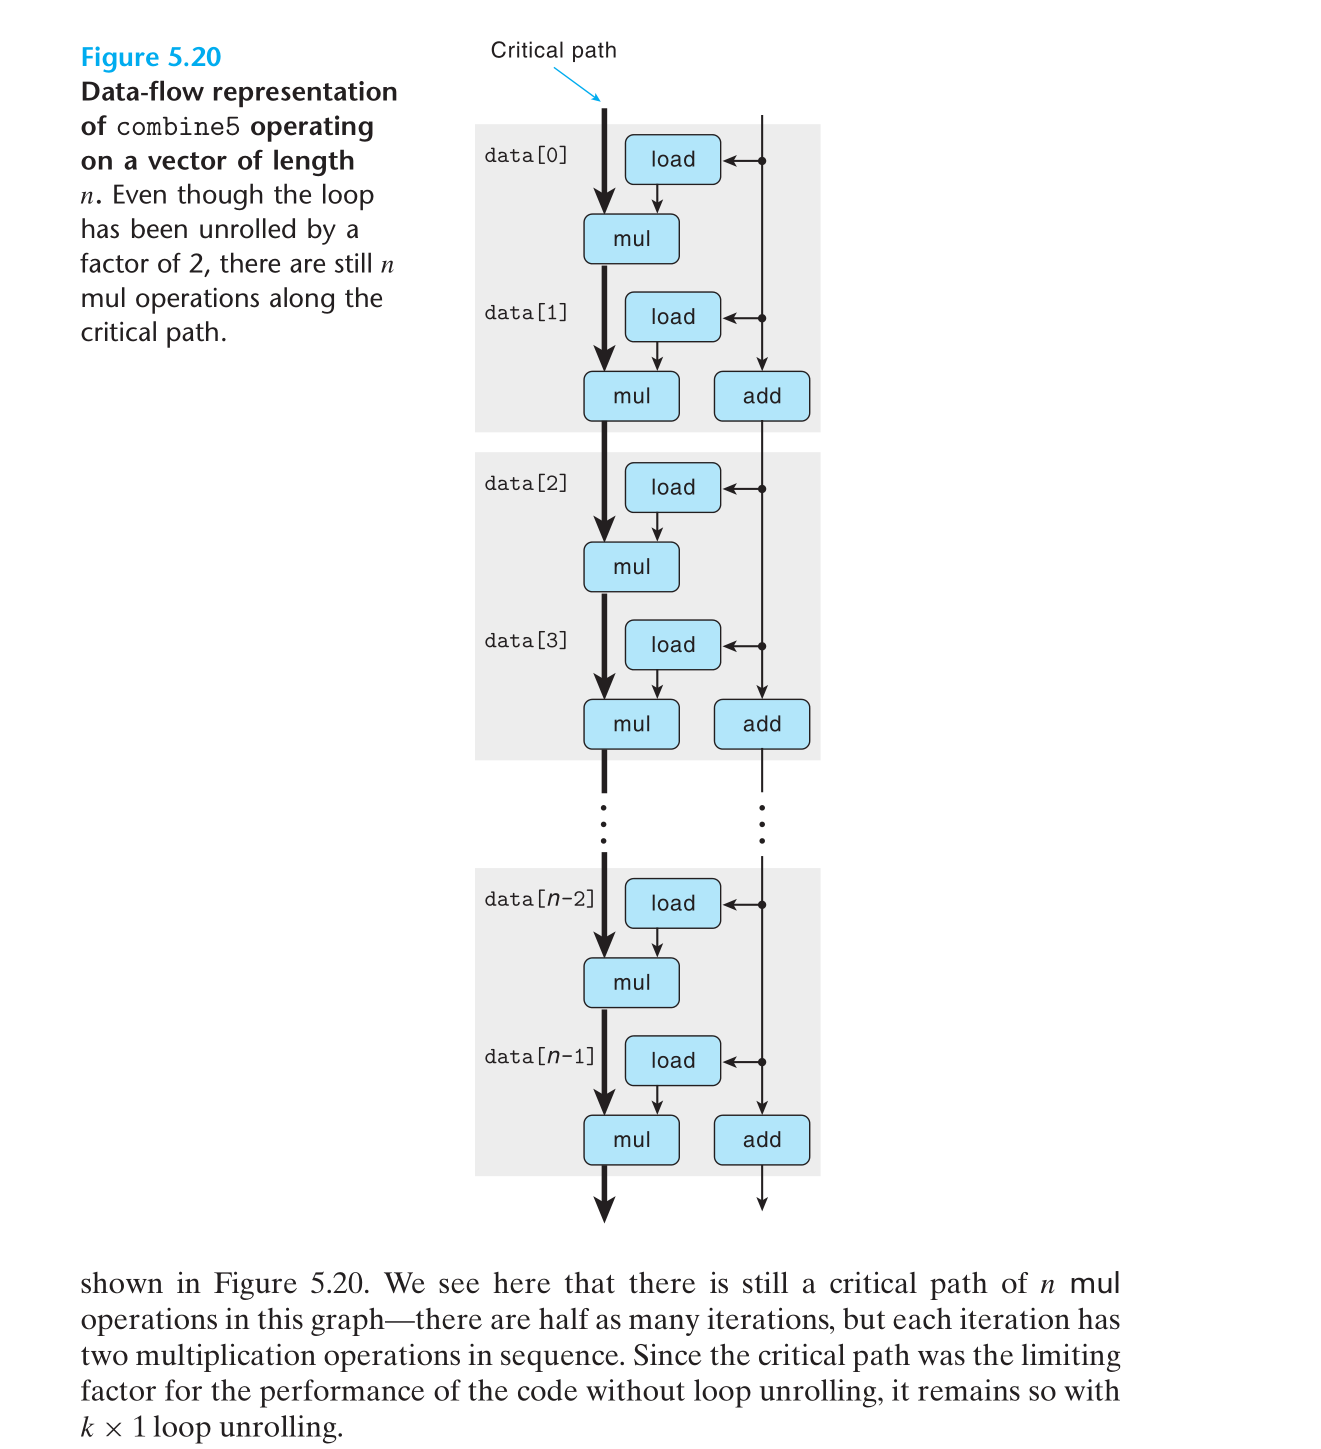 Figure 5.20
Data-flow representation
of combine5 operating
on a vector of length
n. Even though the loop
has been unrolled by a
factor of 2, there are still n
mul operations along the
critical path.
Critical path
data[0]
load
mul
data[1]
load
mul
add
data[2]
load
mul
data[3]
load
mul
add
data[n-2]
load
mul
data[n-1]
load
mul
add
shown in Figure 5.20. We see here that there is still a critical path of n mul
operations in this graph—there are half as many iterations, but each iteration has
two multiplication operations in sequence. Since the critical path was the limiting
factor for the performance of the code without loop unrolling, it remains so with
k × 1 loop unrolling.